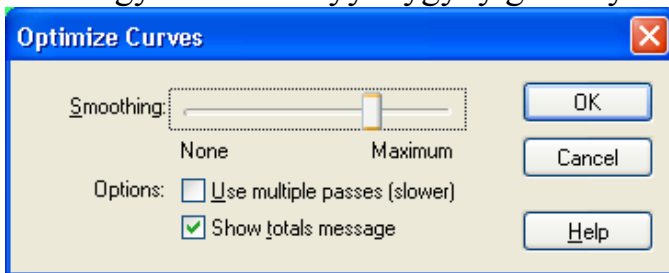 Optimize Curves
Smoothing:
OK
None Maximum
Cancel
Options: Use multiple passes (slower)
Show totals message
Help